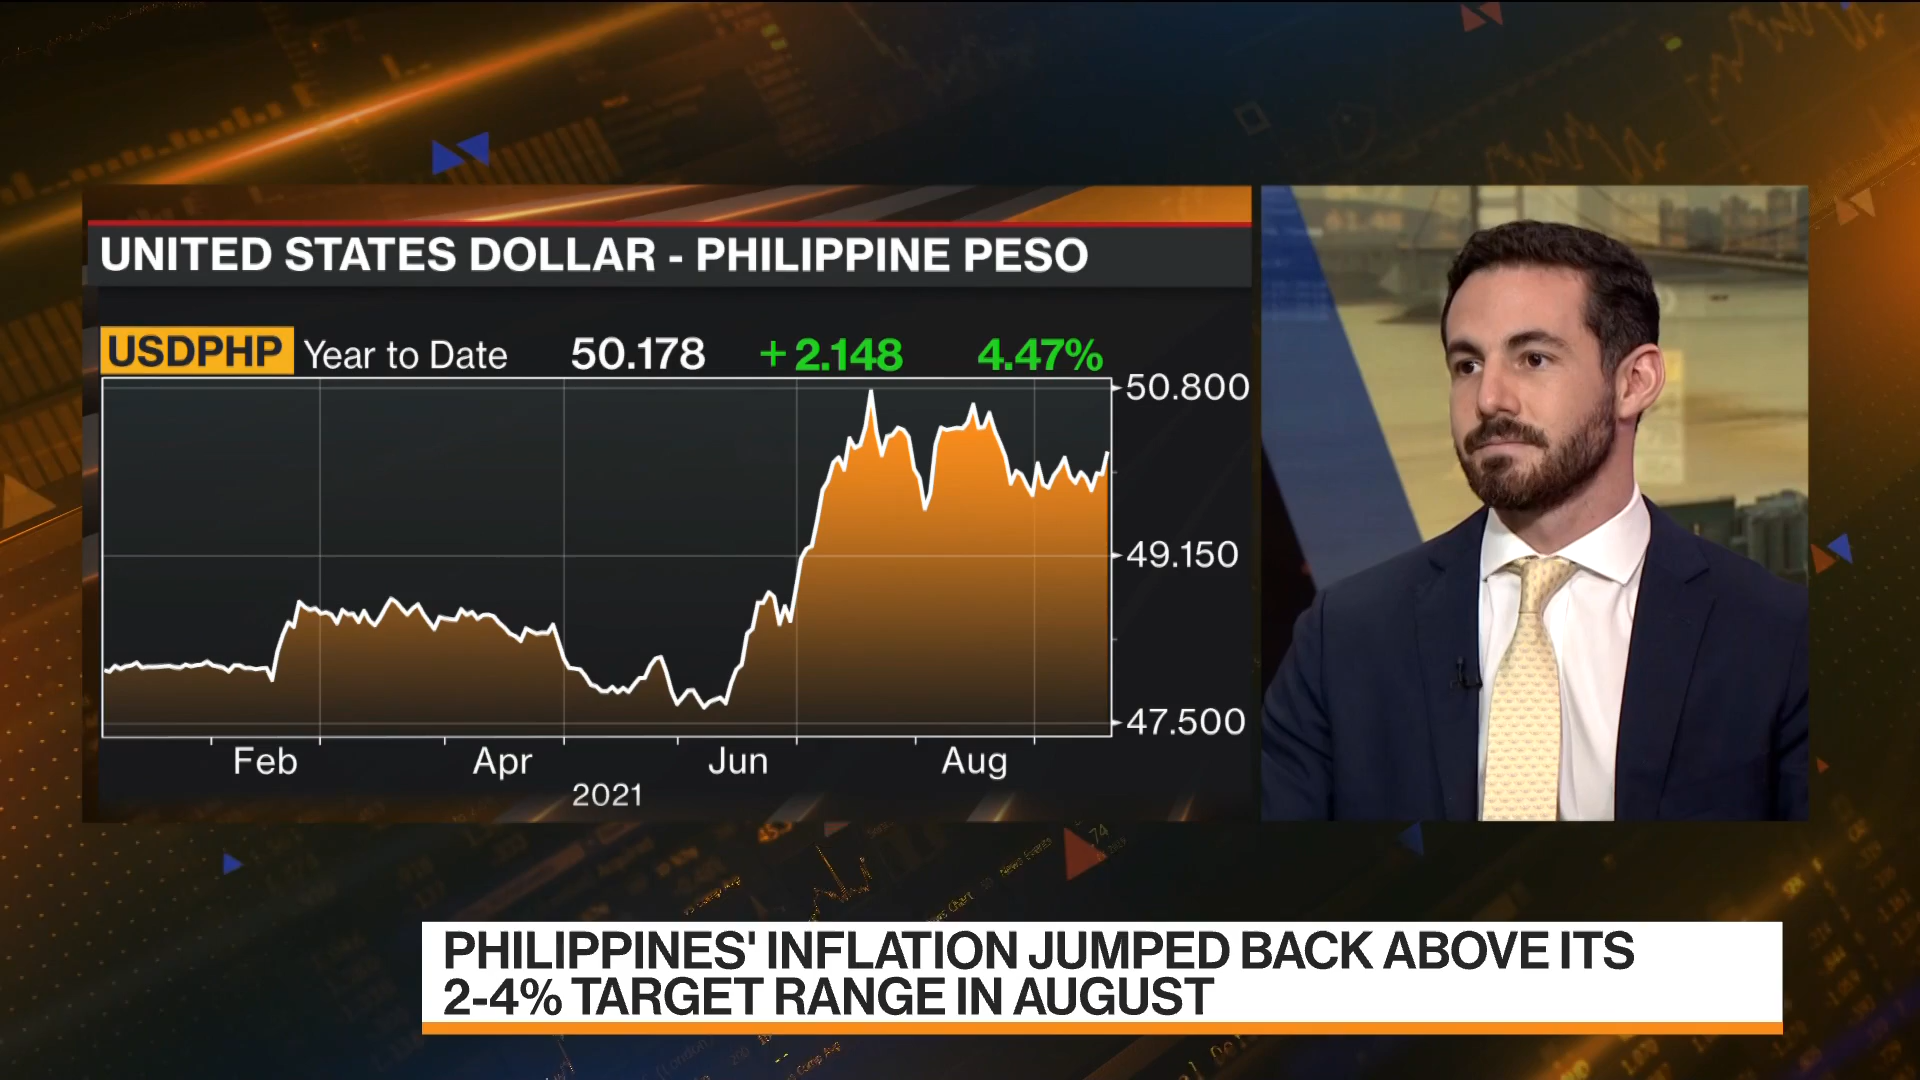 UNITED STATES DOLLAR - PHILIPPINE PESO
USDPHP Year to Date 50.178 +2.148 4.47%
50.800
49.150
47.500
Feb Apr Jun Aug
2021
PHILIPPINES' INFLATION JUMPED BACK ABOVE ITS
2-4% TARGET RANGE IN AUGUST